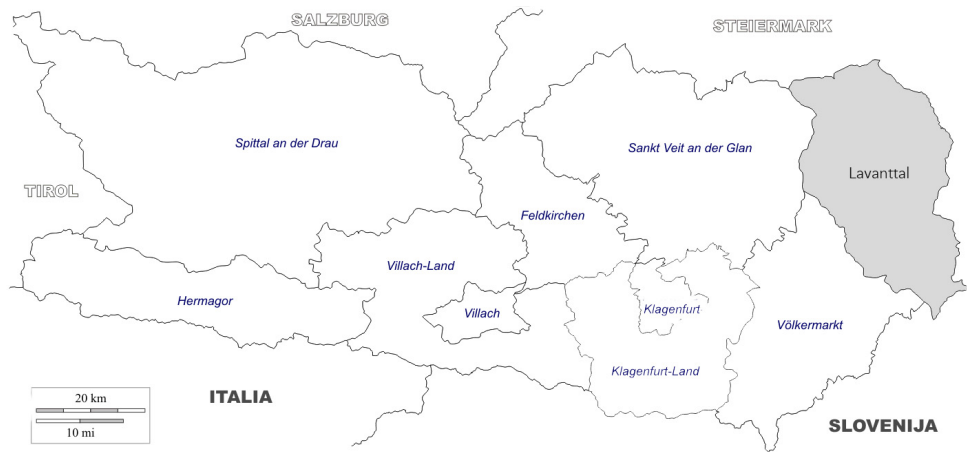 SALZBURG
STEIERMARK
Spittal an der Drau
Sankt Veit an der Glan
Lavanttal
TIROL
Feldkirchen
Villach-Land
Hermagor
Villach
Klagenfurt
Völkermarkt
Klagenfurt-Land
ITALIA
20 km
10 mi
SLOVENIJA